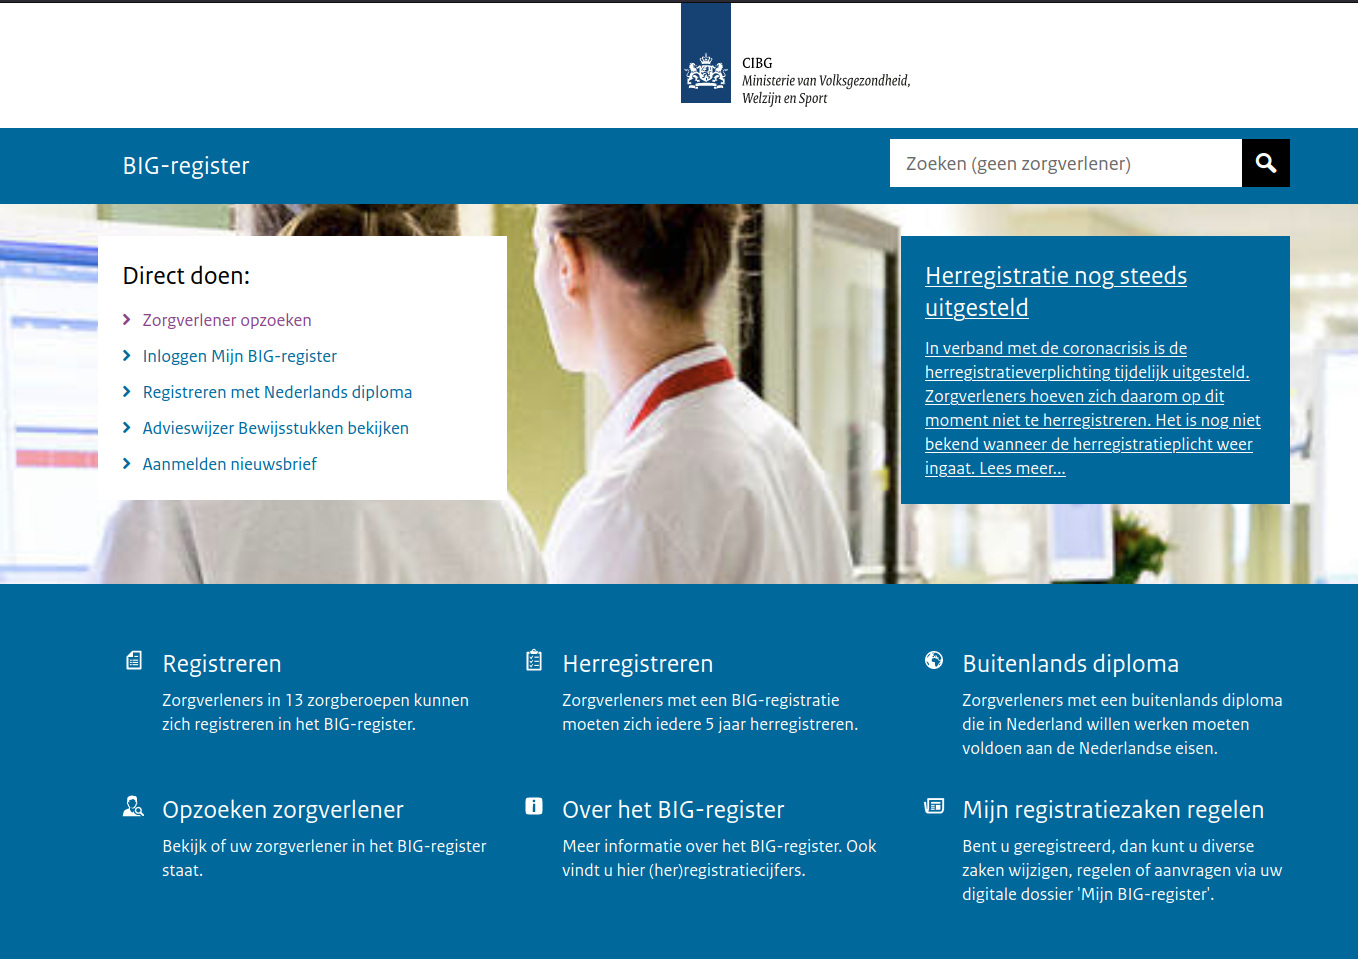 CIBG
Ministerie van Volksgezondheid,
Welzijn en Sport
BIG-register
Zoeken (geen zorgverlener)
Direct doen:
Zorgverlener opzoeken
Inloggen Mijn BIG-register
Registreren met Nederlands diploma
Advieswijzer Bewijsstukken bekijken
Aanmelden nieuwsbrief
Herregistratie nog steeds
uitgesteld
In verband met de coronacrisis is de
herregistratieverplichting tijdelijk uitgesteld.
Zorgverleners hoeven zich daarom op dit
moment niet te herregistreren. Het is nog niet
bekend wanneer de herregistratieplicht weer
ingaat. Lees meer...
Registreren
Zorgverleners in 13 zorgberoepen kunnen
zich registreren in het BIG-register.
Herregistreren
Zorgverleners met een BIG-registratie
moeten zich iedere 5 jaar herregistreren.
Buitenlands diploma
Zorgverleners met een buitenlands diploma
die in Nederland willen werken moeten
voldoen aan de Nederlandse eisen.
Opzoeken zorgverlener
Bekijk of uw zorgverlener in het BIG-register
staat.
Over het BIG-register
Meer informatie over het BIG-register. Ook
vindt u hier (her)registratiecijfers.
Mijn registratiezaken regelen
Bent u geregistreerd, dan kunt u diverse
zaken wijzigen, regelen of aanvragen via uw
digitale dossier 'Mijn BIG-register'.